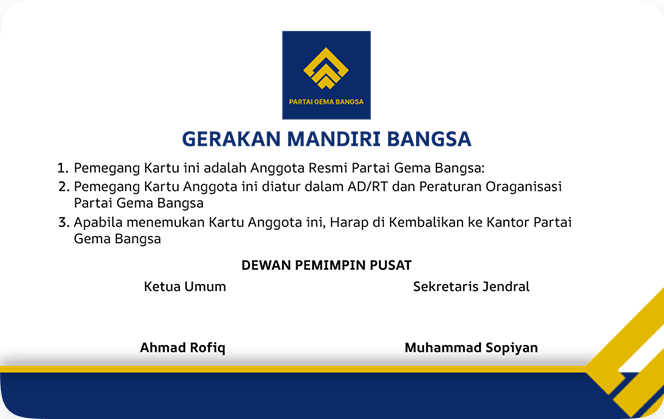 PARTAI GEMA BANGSA
GERAKAN MANDIRI BANGSA
1. Pemegang Kartu ini adalah Anggota Resmi Partai Gema Bangsa:
2. Pemegang Kartu Anggota ini diatur dalam AD/RT dan Peraturan Oraganisasi
Partai Gema Bangsa
3. Apabila menemukan Kartu Anggota ini, Harap di Kembalikan ke Kantor Partai
Gema Bangsa
DEWAN PEMIMPIN PUSAT
Ketua Umum Sekretaris Jendral
Ahmad Rofiq Muhammad Sopiyan